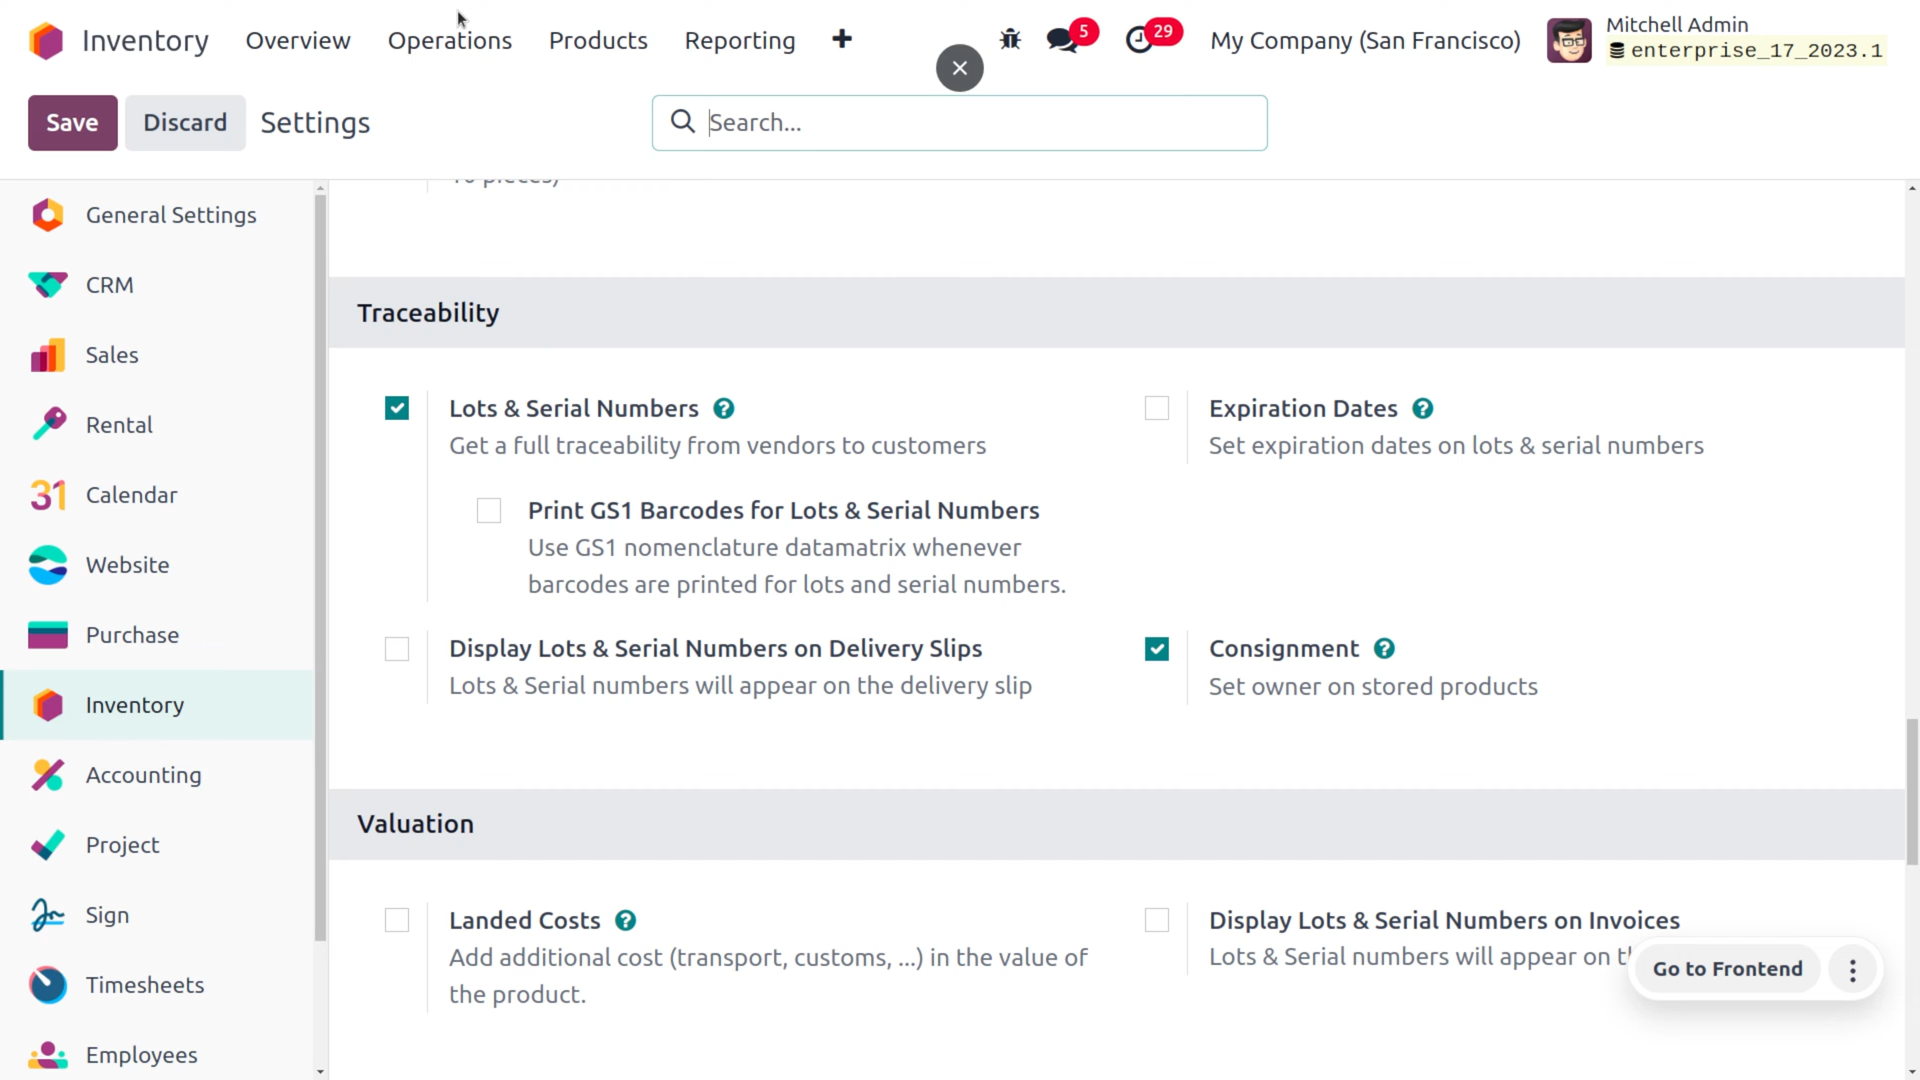 Inventory Overview Operations Products Reporting 5 29 My Company (San Francisco) Mitchell Admin
enterprise_17_2023.1
Save Discard Settings Search...
General Settings
CRM
Sales
Rental
31 Calendar
Website
Purchase
Inventory
Accounting
Project
Sign
Timesheets
Employees
Traceability
Lots & Serial Numbers ?
Get a full traceability from vendors to customers
Print GS1 Barcodes for Lots & Serial Numbers
Use GS1 nomenclature datamatrix whenever
barcodes are printed for lots and serial numbers.
Expiration Dates ?
Set expiration dates on lots & serial numbers
Display Lots & Serial Numbers on Delivery Slips
Lots & Serial numbers will appear on the delivery slip
Consignment ?
Set owner on stored products
Valuation
Landed Costs ?
Add additional cost (transport, customs, ...) in the value of
the product.
Display Lots & Serial Numbers on Invoices
Lots & Serial numbers will appear on
Go to Frontend